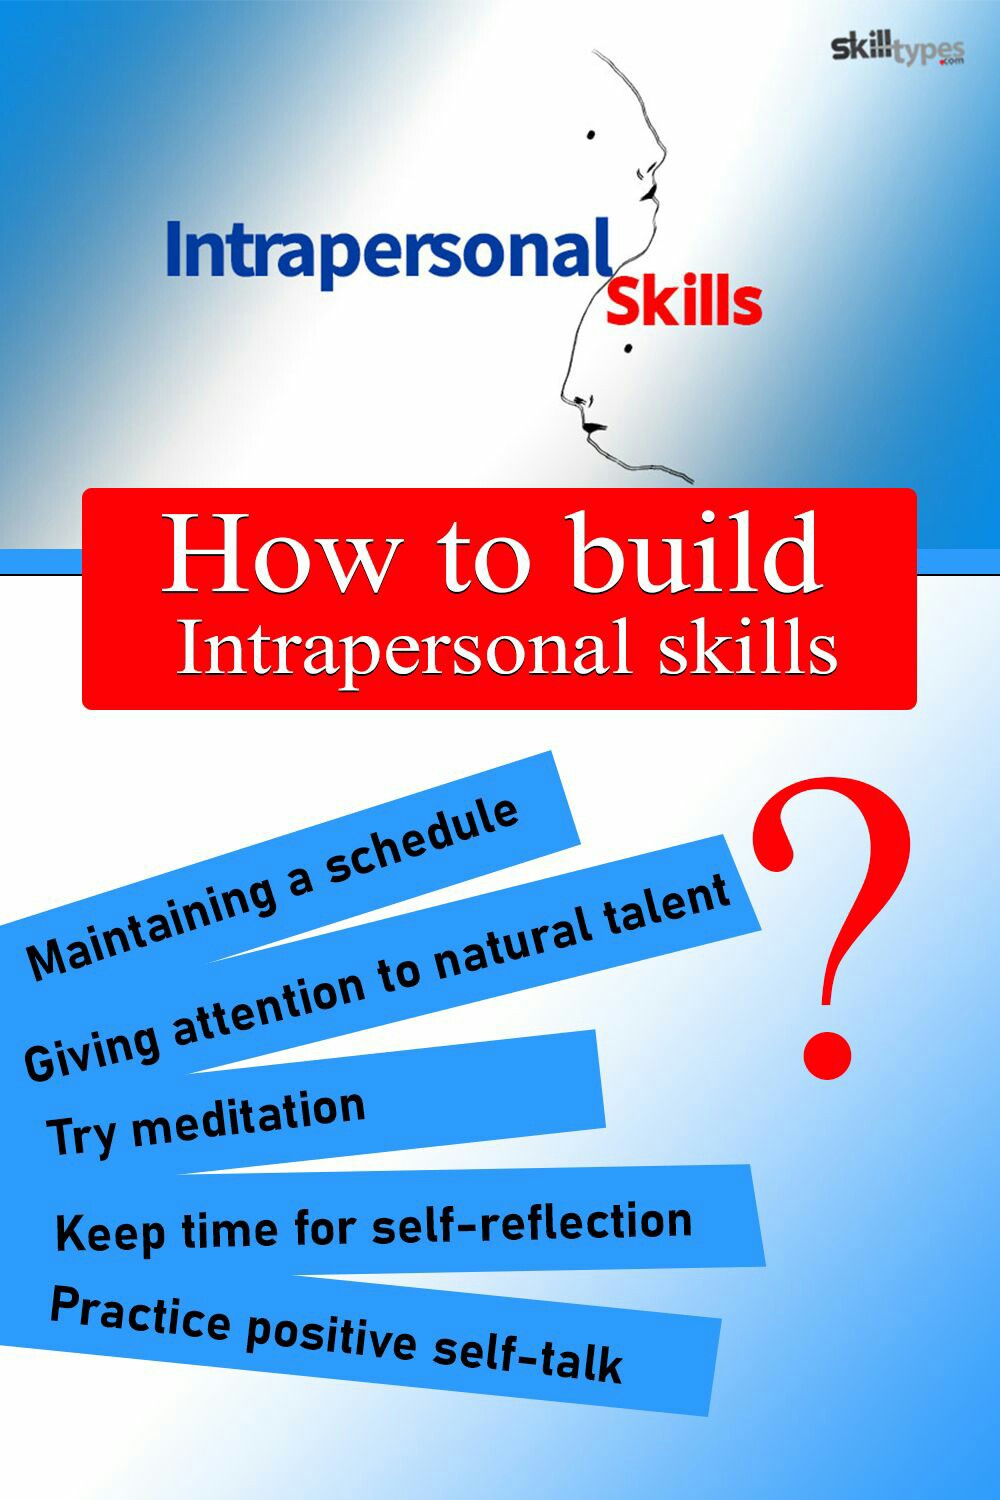 skilltypes
.com
Intrapersonal
Skills
How to build
Intrapersonal skills
Maintaining a schedule
Giving attention to natural talent
Try meditation
Keep time for self-reflection
Practice positive self-talk
?